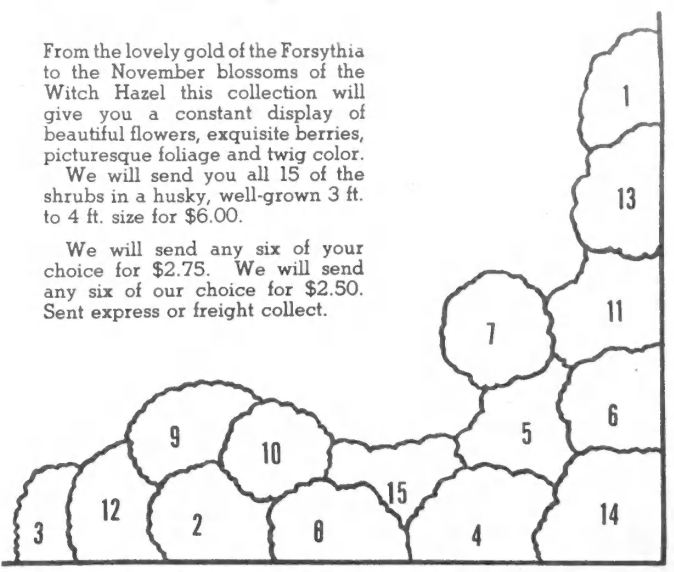 From the lovely gold of the Forsythia
to the November blossoms of the
Witch Hazel this collection will
give you a constant display of
beautiful flowers, exquisite berries,
picturesque foliage and twig color.
We will send you all 15 of the
shrubs in a husky, well-grown 3 ft.
to 4 ft. size for $6.00.
We will send any six of your
choice for $2.75. We will send
any six of our choice for $2.50.
Sent express or freight collect.
1
13
11
7
6
5
9
10
15
14
12
2
8
4
3